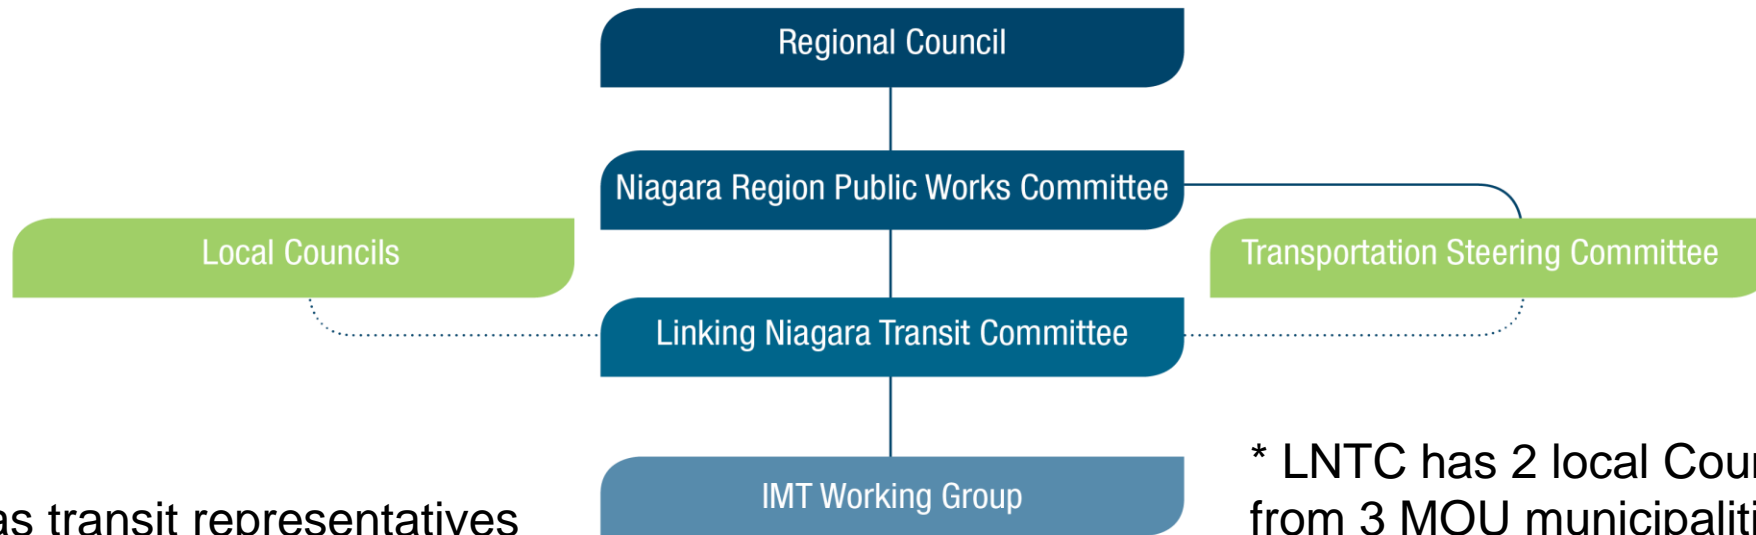 Regional Council
Niagara Region Public Works Committee
Local Councils
Transportation Steering Committee
Linking Niagara Transit Committee
IMT Working Group
* LNTC has 2 local
from 3 MOU
transit representatives